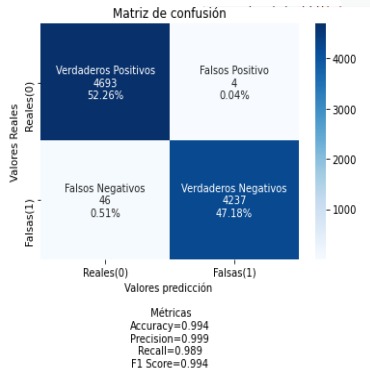 Matriz de confusión
Valores Reales
Reales(0)
Falsas(1)
Verdaderos Positivos
4693
52.26%
Falsos Positivo
4
0.04%
Falsos Negativos
46
0.51%
Verdaderos Negativos
4237
47.18%
4000
3000
2000
1000
Reales(0)
Falsas(1)
Valores predicción
Métricas
Accuracy=0.994
Precision=0.999
Recall=0.989
F1 Score=0.994